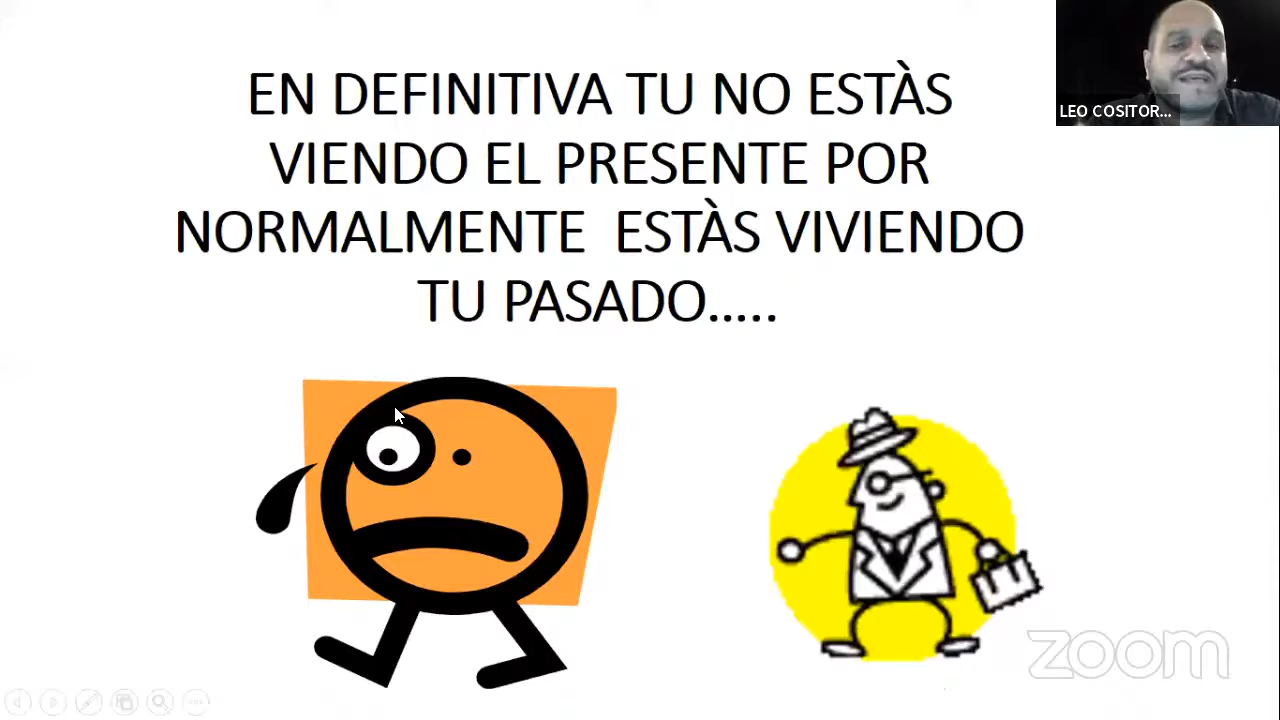 EN DEFINITIVA TU NO ESTÀS
VIENDO EL PRESENTE POR
NORMALMENTE  ESTÀS VIVIENDO
TU PASADO…..
LEO COSITOR...
zoom